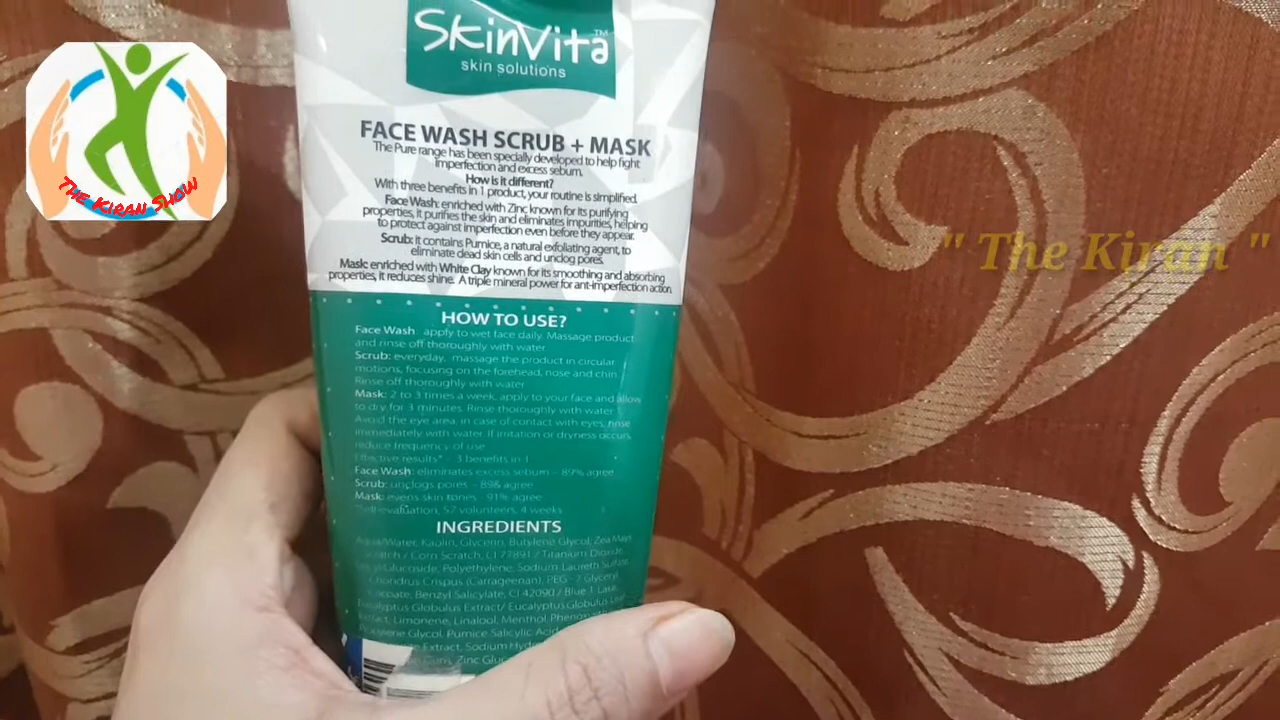 SkinVita™
skin solutions
FACE WASH SCRUB + MASK
The Pure range has been specially developed to help fight
imperfection and excess sebum.
How is it different?
With three benefits in 1 product, your routine is simplified.
Face Wash: enriched with Zinc known for its purifying
properties, it purifies the skin and eliminates impurities, helping
to protect against imperfection even before they appear.
Scrub: it contains Pumice, a natural exfoliating agent, to
eliminate dead skin cells and unclog pores.
Mask: enriched with White Clay known for its smoothing and absorbing
properties, it reduces shine. A triple mineral power for anti-imperfection action.
HOW TO USE?
Face Wash: apply to wet face daily. Massage product
and rinse off thoroughly with water
Scrub: everyday, massage the product in circular
motions, focusing on the forehead, nose and chin
Rinse off thoroughly with water
Mask: 2 to 3 times a week, apply to your face and allow
to dry for 3 minutes. Rinse thoroughly with water
Avoid the eye area, in case of contact with eyes, rinse
immediately with water. If irritation or dryness occurs,
reduce frequency of use
Effective results* - 3 benefits in 1
Face Wash: eliminates excess sebum - 89% agree
Scrub: unclogs pores - 89& agree
Mask: evens skin tones - 91% agree
evaluation, 57 volunteers, 4 weeks
INGREDIENTS
Aqua/Water, Kaolin, Glycerin, Butylene Glycol, Zea Mays
Scratch / Corn Scratch, CI 77891 / Titanium Dioxide,
Glucoside, Polyethylene, Sodium Laureth
Chondrus Crispus (Carrageenan), PEG - 7 Glyceryl
Benzyl Salicylate, CI 42090 / Blue 1 Lake,
Globulus Extract/ Eucalyptus Globulus
Limonene, Linalool, Menthol
Glycol, Pumice Salicylic
Extract, Sodium
Zinc
The Kiran Show
" The Kiran "